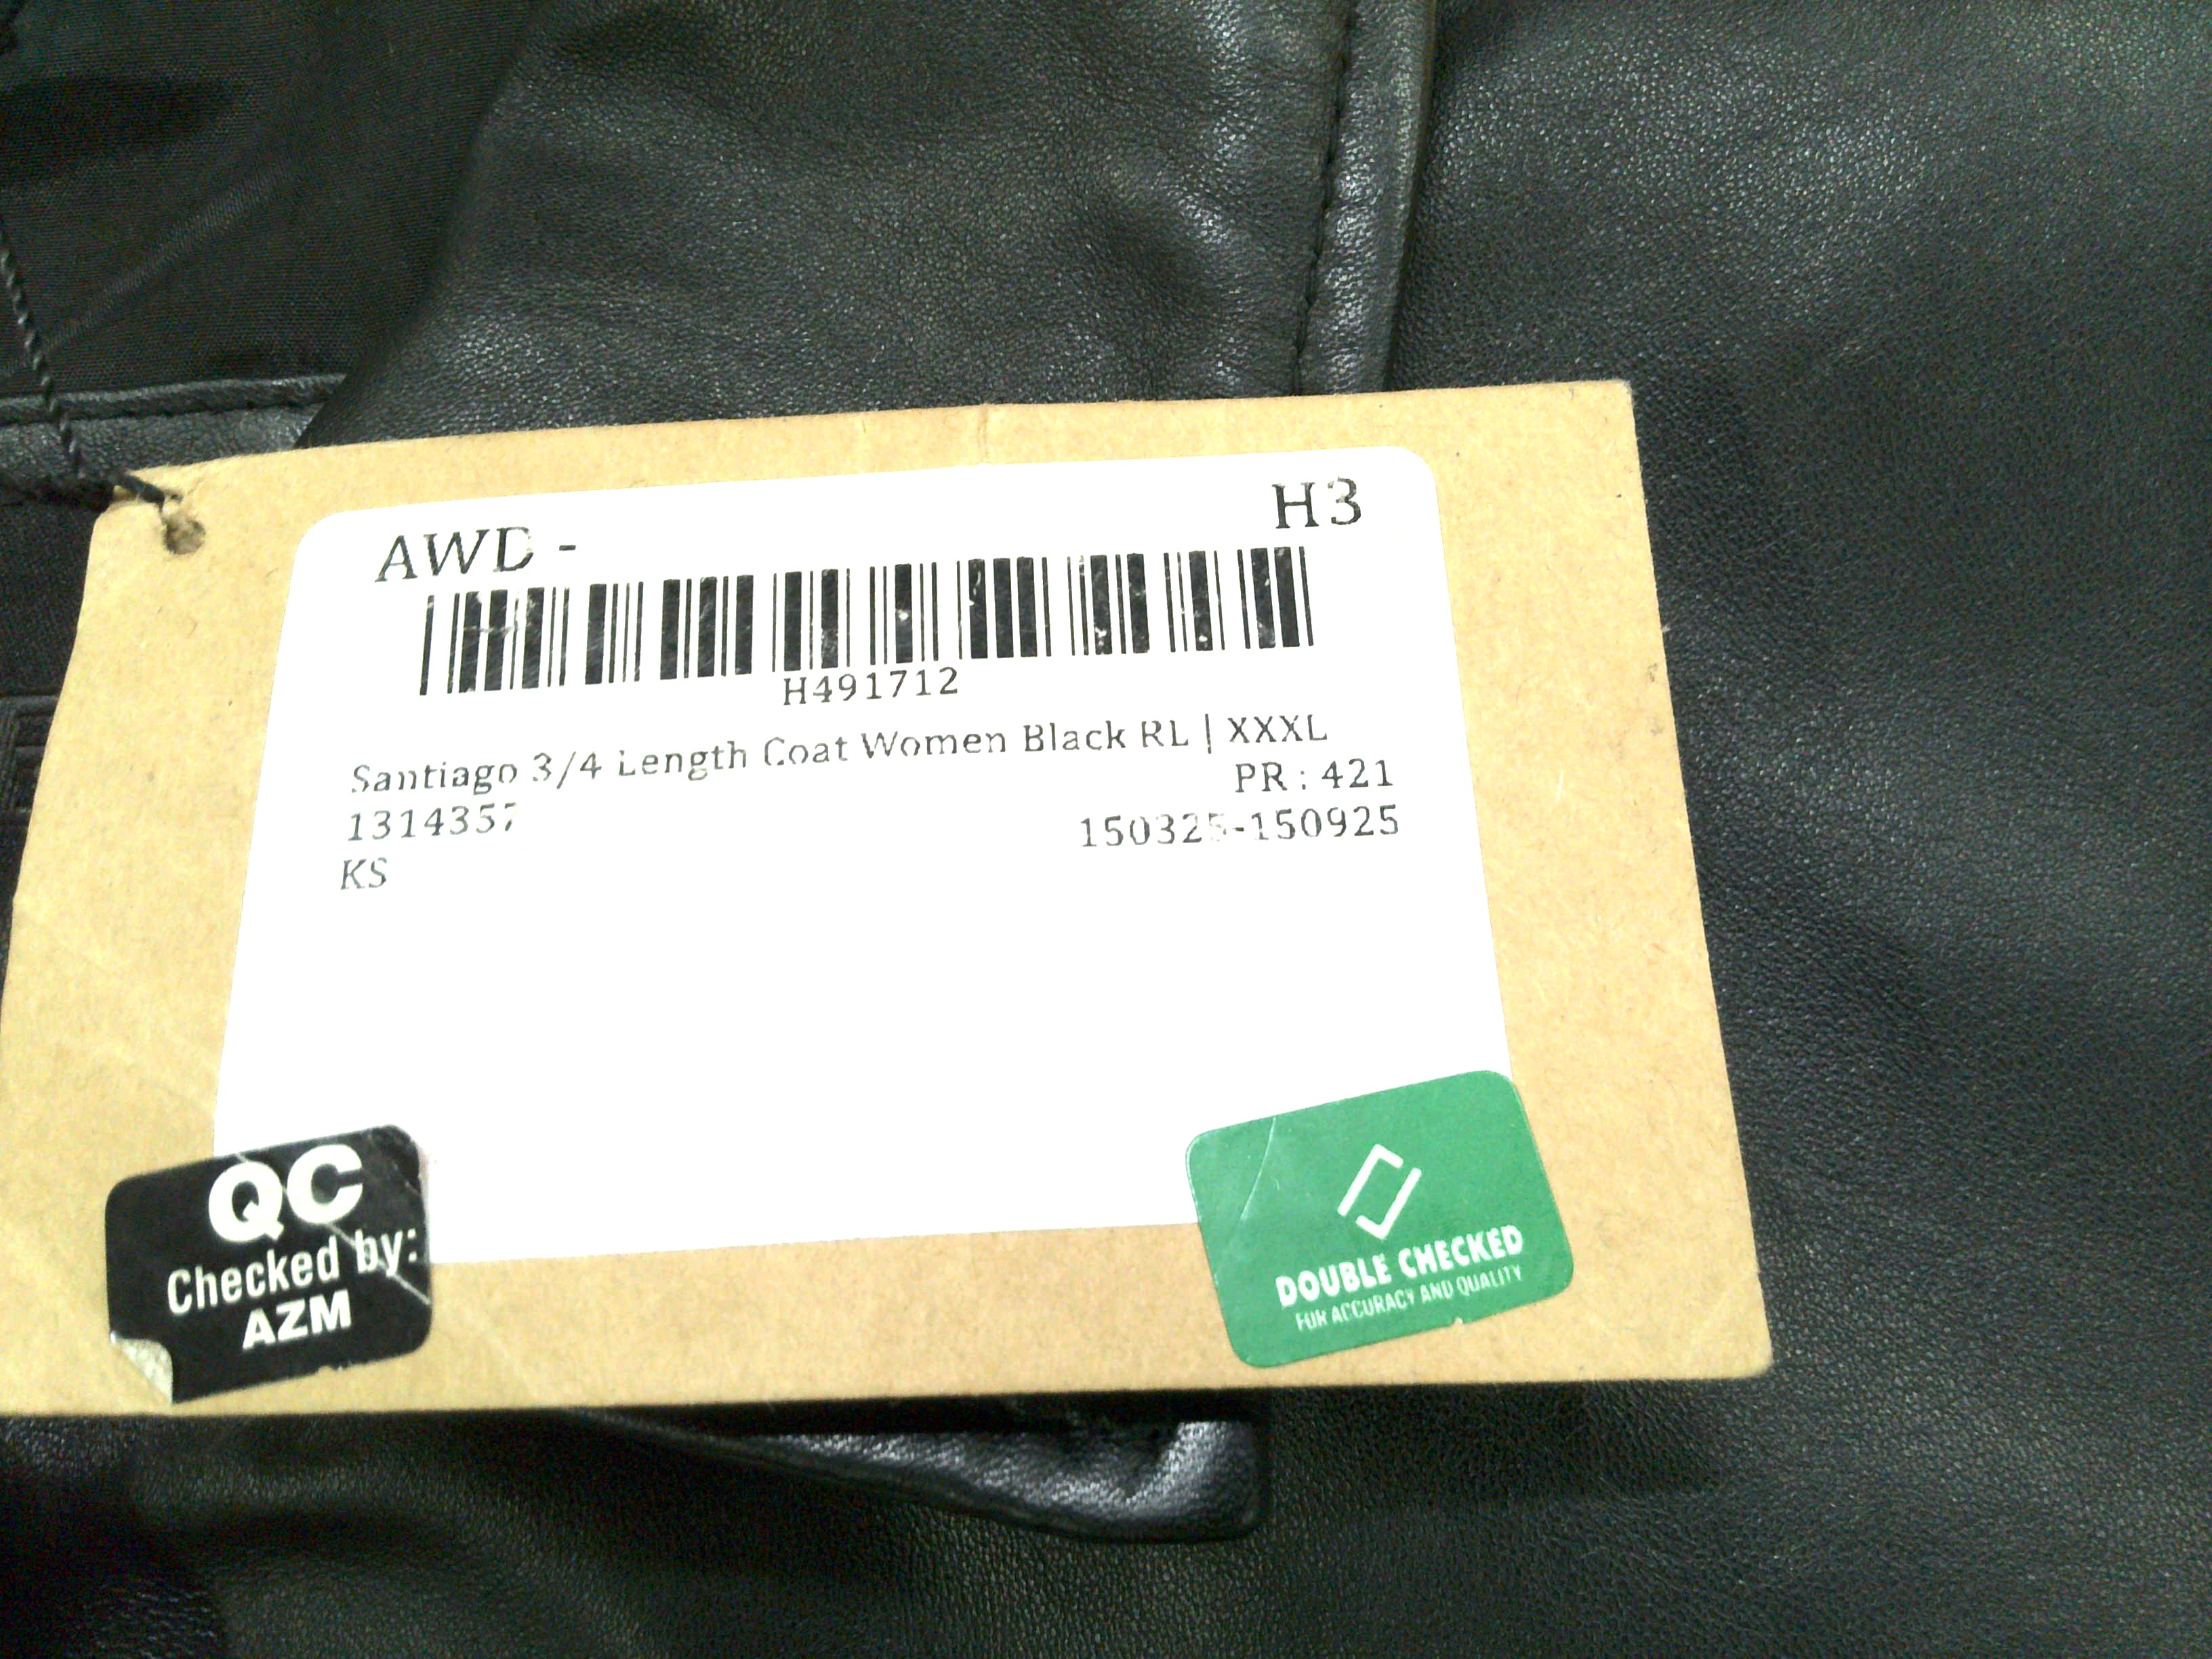 AWD -
H3
H491712
Santiago 3/4 Length Coat Women Black RL | XXXL
PR : 421
1314357
150325-150925
KS
QC
Checked by:
AZM
DOUBLE CHECKED
FOR ACCURACY AND QUALITY